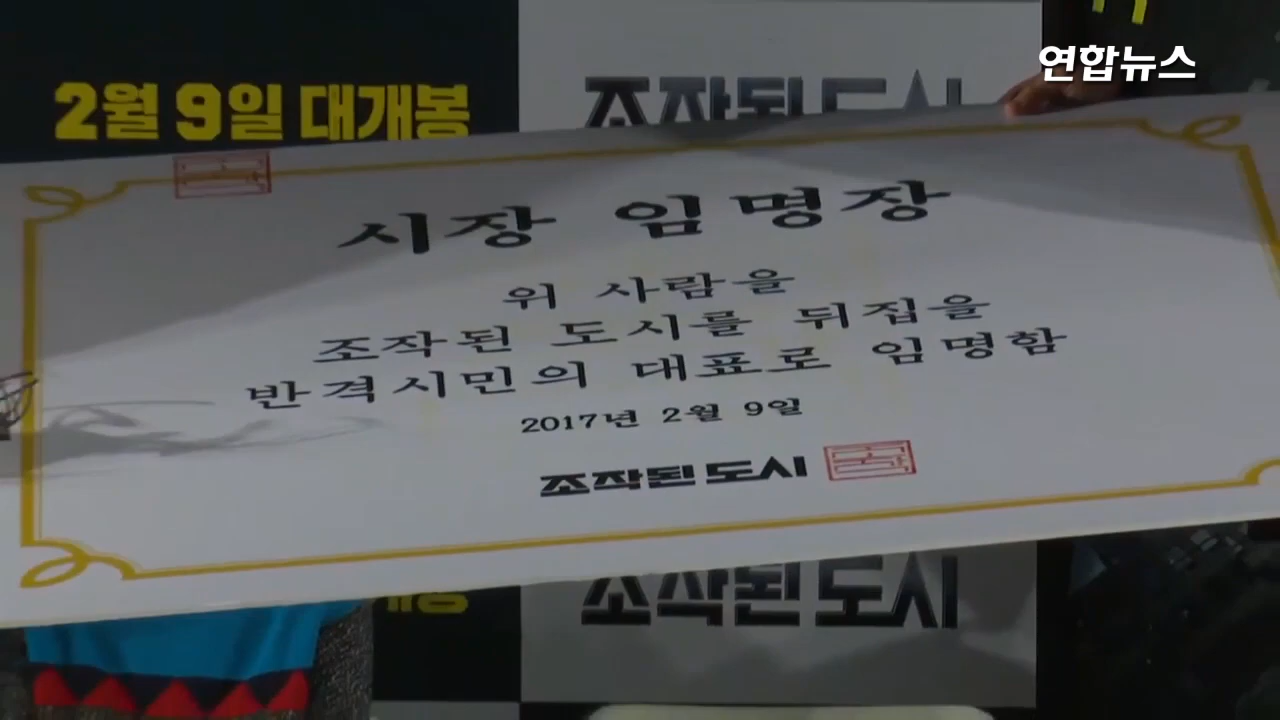 연합뉴스
2월 9일 대개봉
조작된 도시
시장 임명장
위 사람을
조작된 도시를 뒤집을
반격시민의 대표로 임명함
2017년 2월 9일
조작된 도시
조작된 도시